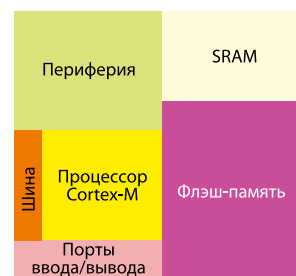 Периферия
SRAM
Шина
Процессор
Cortex-M
Флэш-память
Порты
ввода/вывода